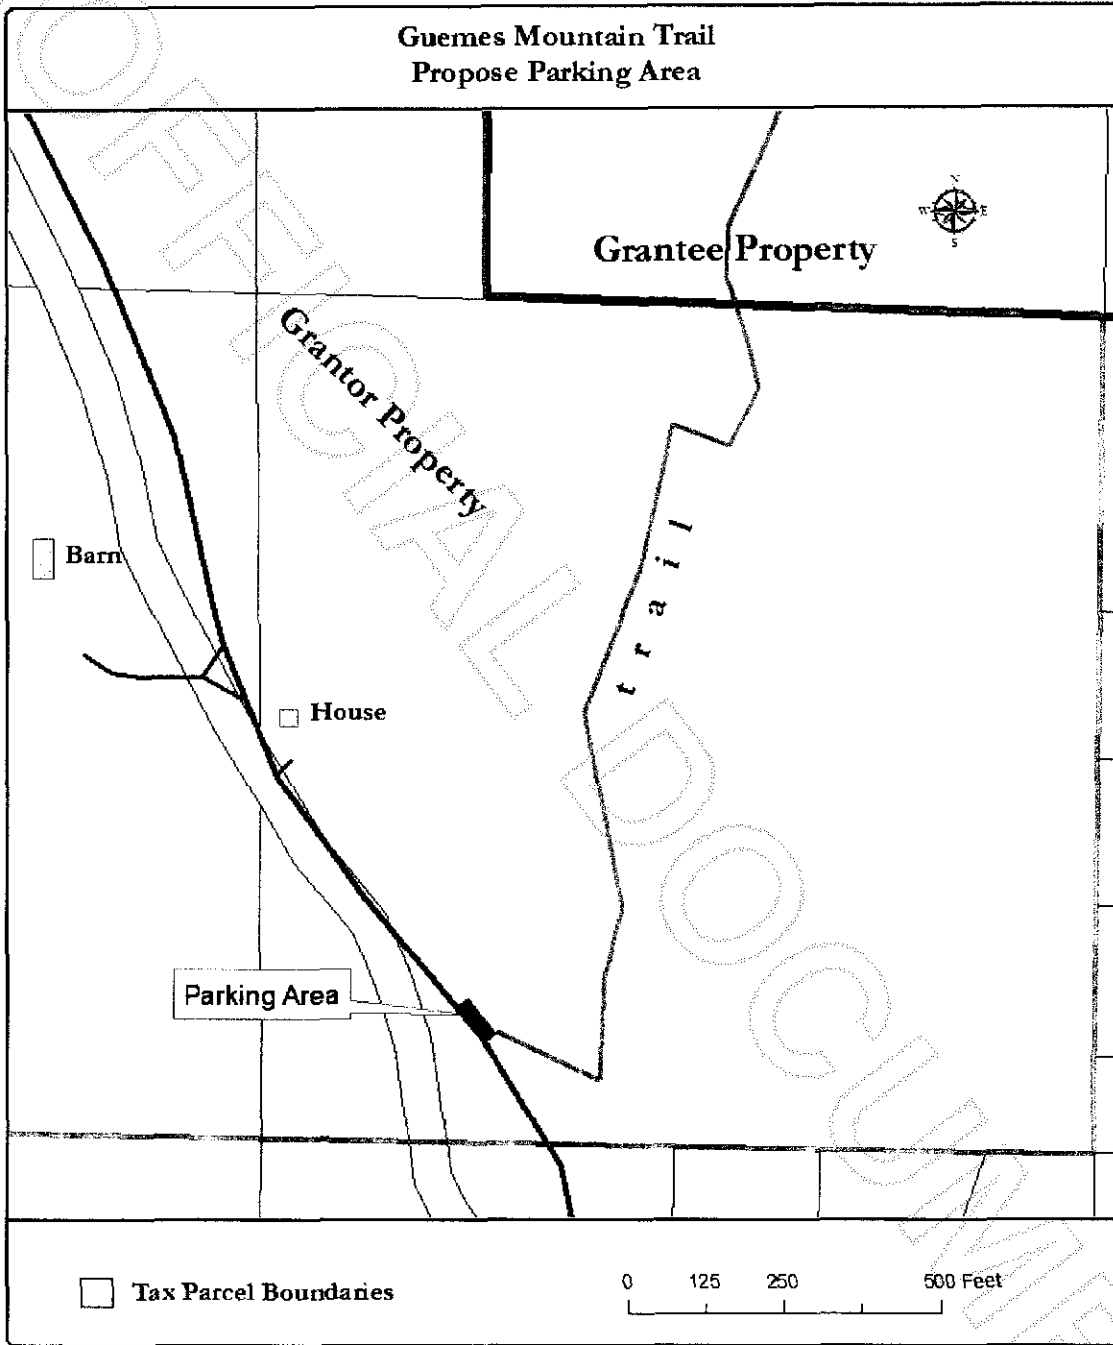 Guemes Mountain Trail
Propose Parking Area
N
W E
S
Grantee Property
Grantor Property
Barn
trail
House
Parking Area
Tax Parcel Boundaries
0 125 250 500 Feet
OFFICIAL DOCUME